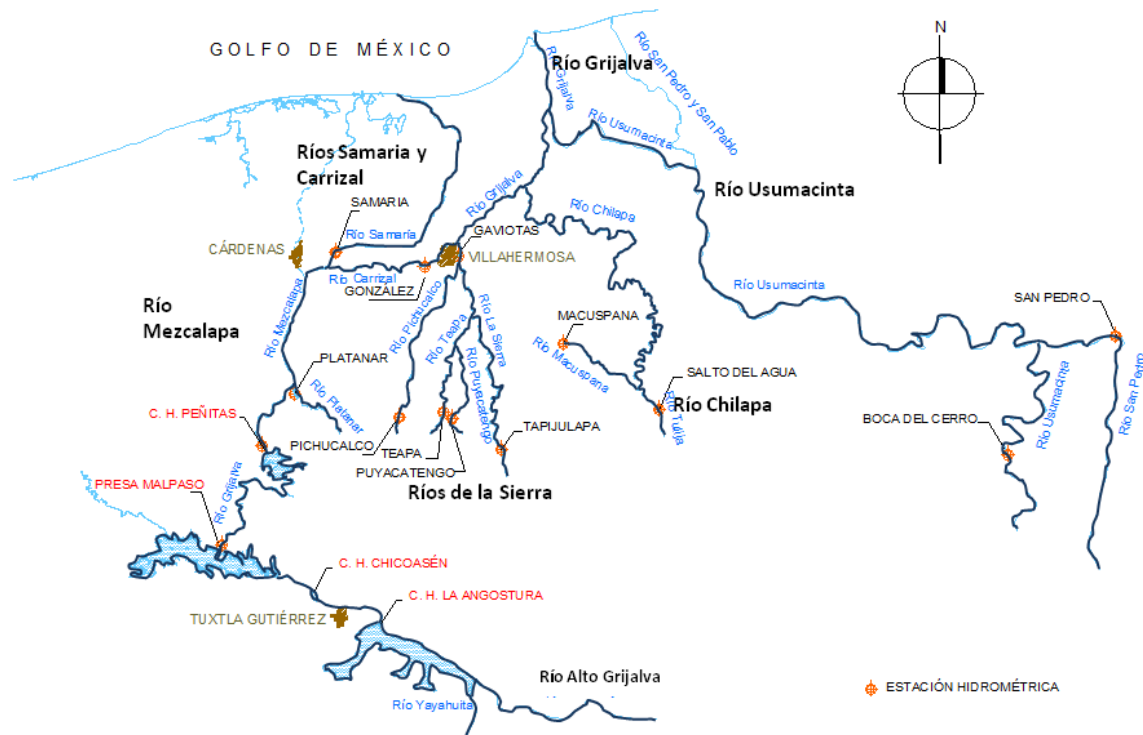 GOLFO DE MÉXICO
N
Río Grijalva
Río Grijalva
Río San Pedro y San Pablo
Río Usumacinta
Ríos Samaria y
Carrizal
Río Usumacinta
SAMARIA
Río Grijalva
Río Chilapa
Río Samaría
GAVIOTAS
CÁRDENAS
VILLAHERMOSA
Río Carrizal
GONZÁLEZ
Río Usumacinta
Río
Mezcalapa
Río Mezcalapa
Río Pichucalco
Río Teapa
Río La Sierra
SAN PEDRO
MACUSPANA
Río Macuspana
PLATANAR
Río Puyacatengo
SALTO DEL AGUA
Río Platanar
Río Chilapa
Río Tulija
Río Usumacinta
Río San Pedro
C. H. PEÑITAS
BOCA DEL CERRO
PICHUCALCO
TEAPA
TAPIJULAPA
PUYACATENGO
PRESA MALPASO
Río Grijalva
Ríos de la Sierra
C. H. CHICOASÉN
C. H. LA ANGOSTURA
TUXTLA GUTIÉRREZ
Río Alto Grijalva
ESTACIÓN HIDROMÉTRICA
Río Yayahuita